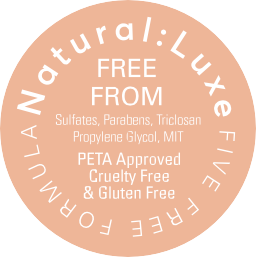 Natural:Luxe
FREE
FROM
Sulfates, Parabens, Triclosan
Propylene Glycol, MIT
PETA Approved
Cruelty Free
& Gluten Free
FIVE FREE FORMULA